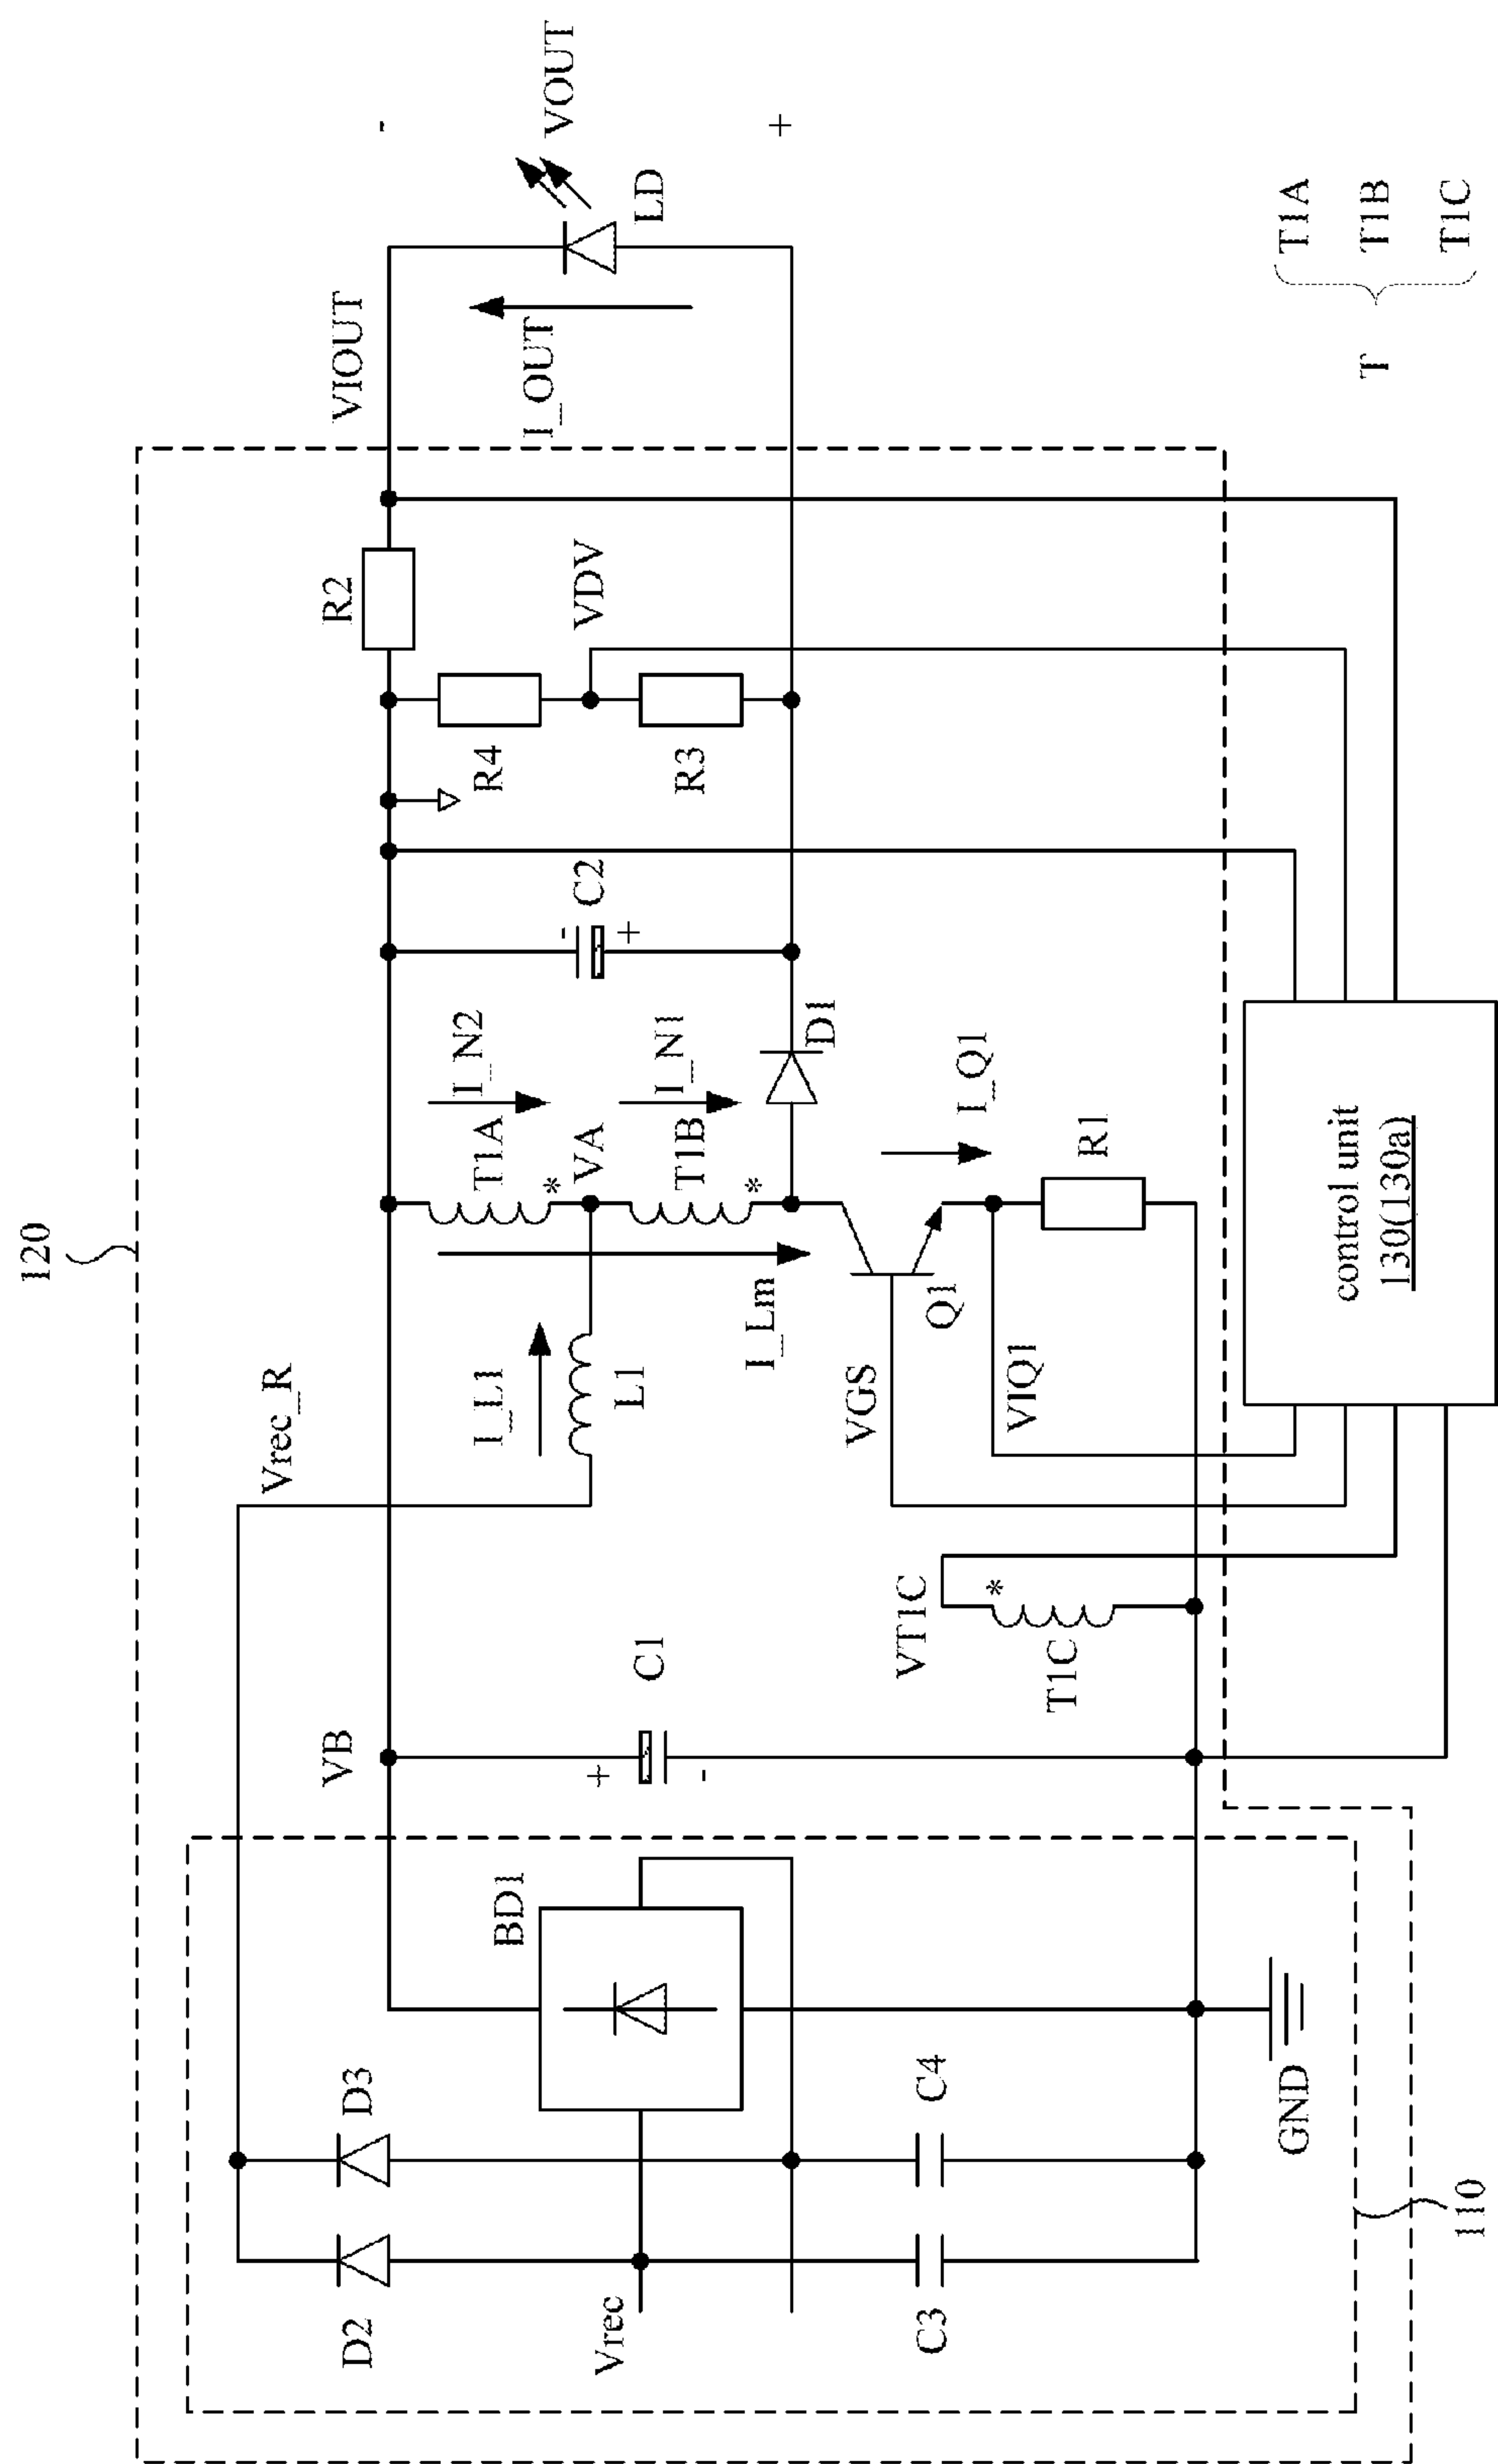 120
Vrec_R
VB
VIOUT
R2
D2
D3
BD1
I_L1
L1
T1A
I_N2
VA
T1B
I_N1
I_Lm
C2
-
+
R4
R3
VDV
I_OUT
-
VOUT
+
LD
Vrec
C3
C4
GND
110
C1
+
-
VT1C
*
T1C
VGS
VIQ1
Q1
*
*
D1
I_Q1
R1
control unit
130(130a)
T
T1A
T1B
T1C